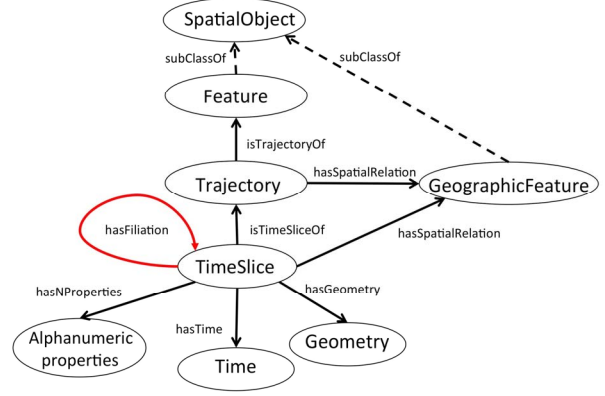 SpatialObject
subClassOf
subClassOf
Feature
isTrajectoryOf
hasSpatialRelation
Trajectory
GeographicFeature
hasFiliation
isTimeSliceOf
hasSpatialRelation
TimeSlice
hasNProperties
hasGeometry
hasTime
Alphanumeric
properties
Geometry
Time